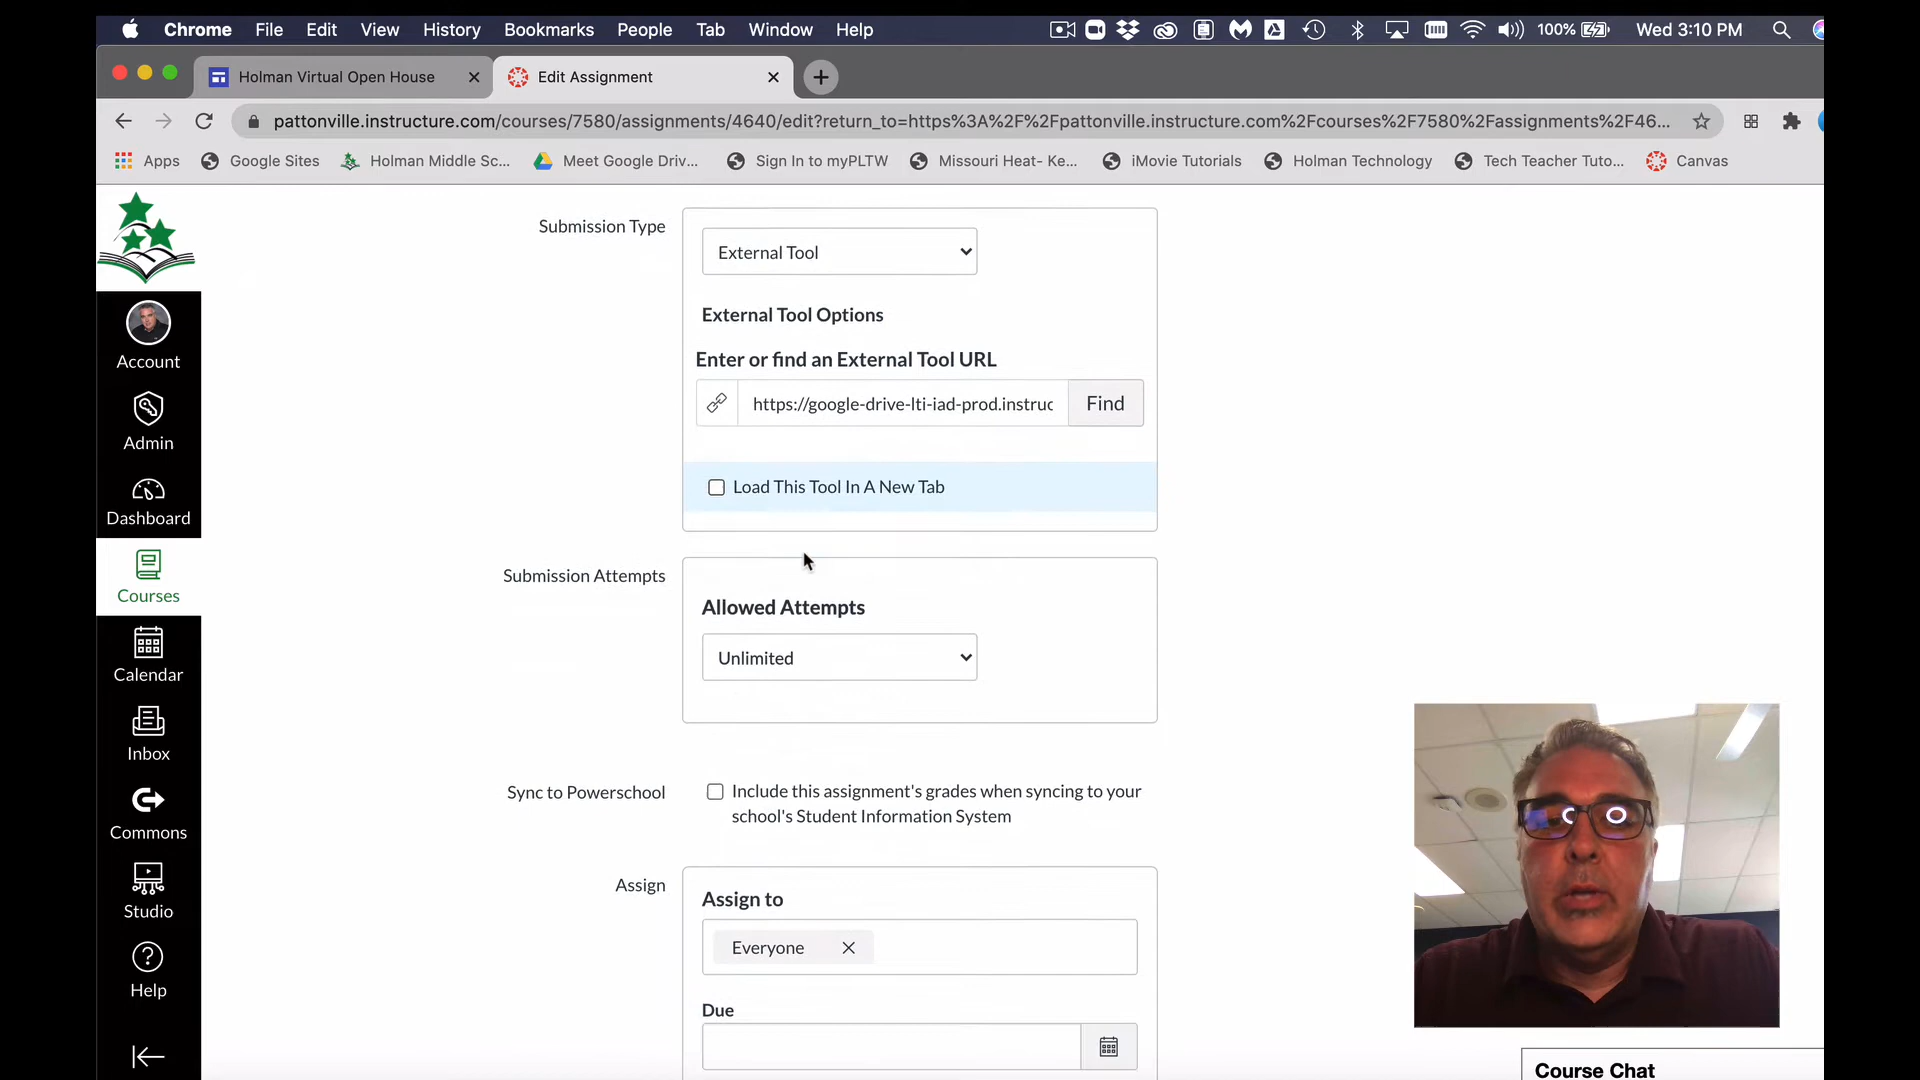 Chrome File Edit View History Bookmarks People Tab Window Help 100% Wed 3:10 PM
Holman Virtual Open House
Edit Assignment
pattonville.instructure.com/courses/7580/assignments/4640/edit?return_to=https%3A%2F%2Fpattonville.instructure.com%2Fcourses%2F7580%2Fassignments%2F46...
Apps Google Sites Holman Middle Sc... Meet Google Driv... Sign In to myPLTW Missouri Heat- Ke... iMovie Tutorials Holman Technology Tech Teacher Tuto... Canvas
Account
Admin
Dashboard
Courses
Calendar
Inbox
Commons
Studio
Help
Submission Type
External Tool
External Tool Options
Enter or find an External Tool URL
https://google-drive-lti-iad-prod.instruc
Find
Load This Tool In A New Tab
Submission Attempts
Allowed Attempts
Unlimited
Sync to Powerschool
Include this assignment's grades when syncing to your
school's Student Information System
Assign
Assign to
Everyone
Due
Course Chat